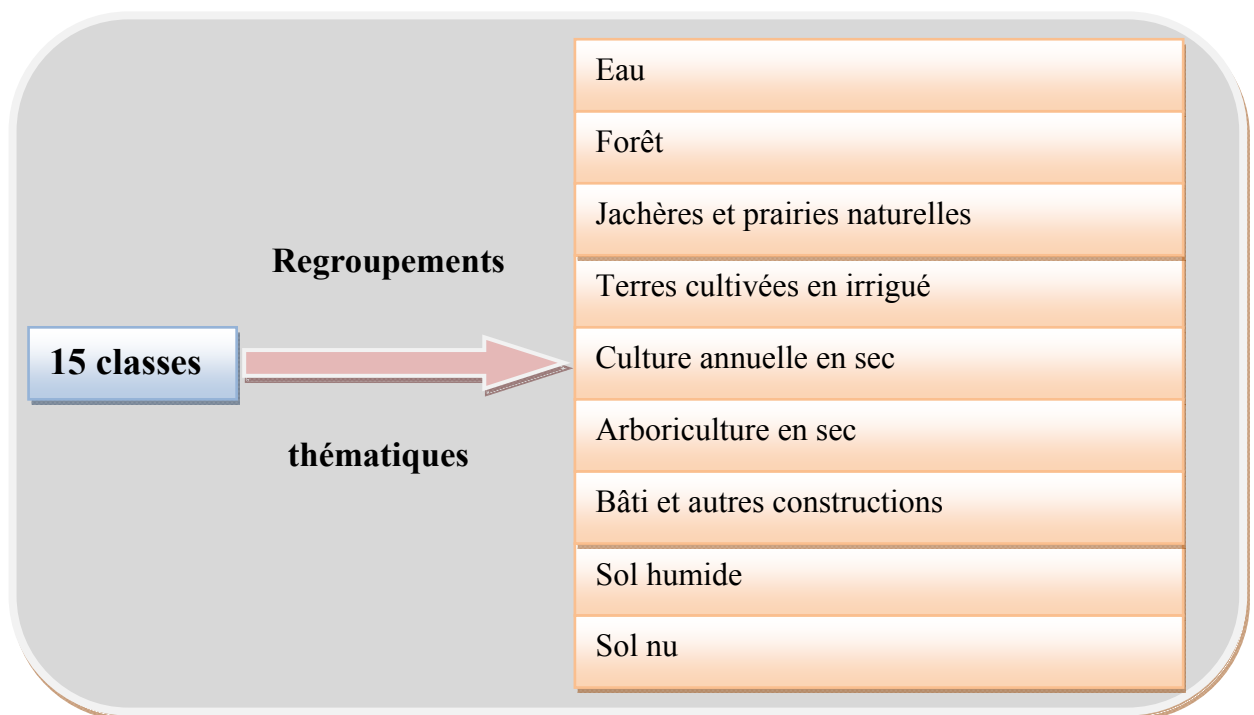 15 classes
Regroupements
thématiques
Eau
Forêt
Jachères et prairies naturelles
Terres cultivées en irrigué
Culture annuelle en sec
Arboriculture en sec
Bâti et autres constructions
Sol humide
Sol nu